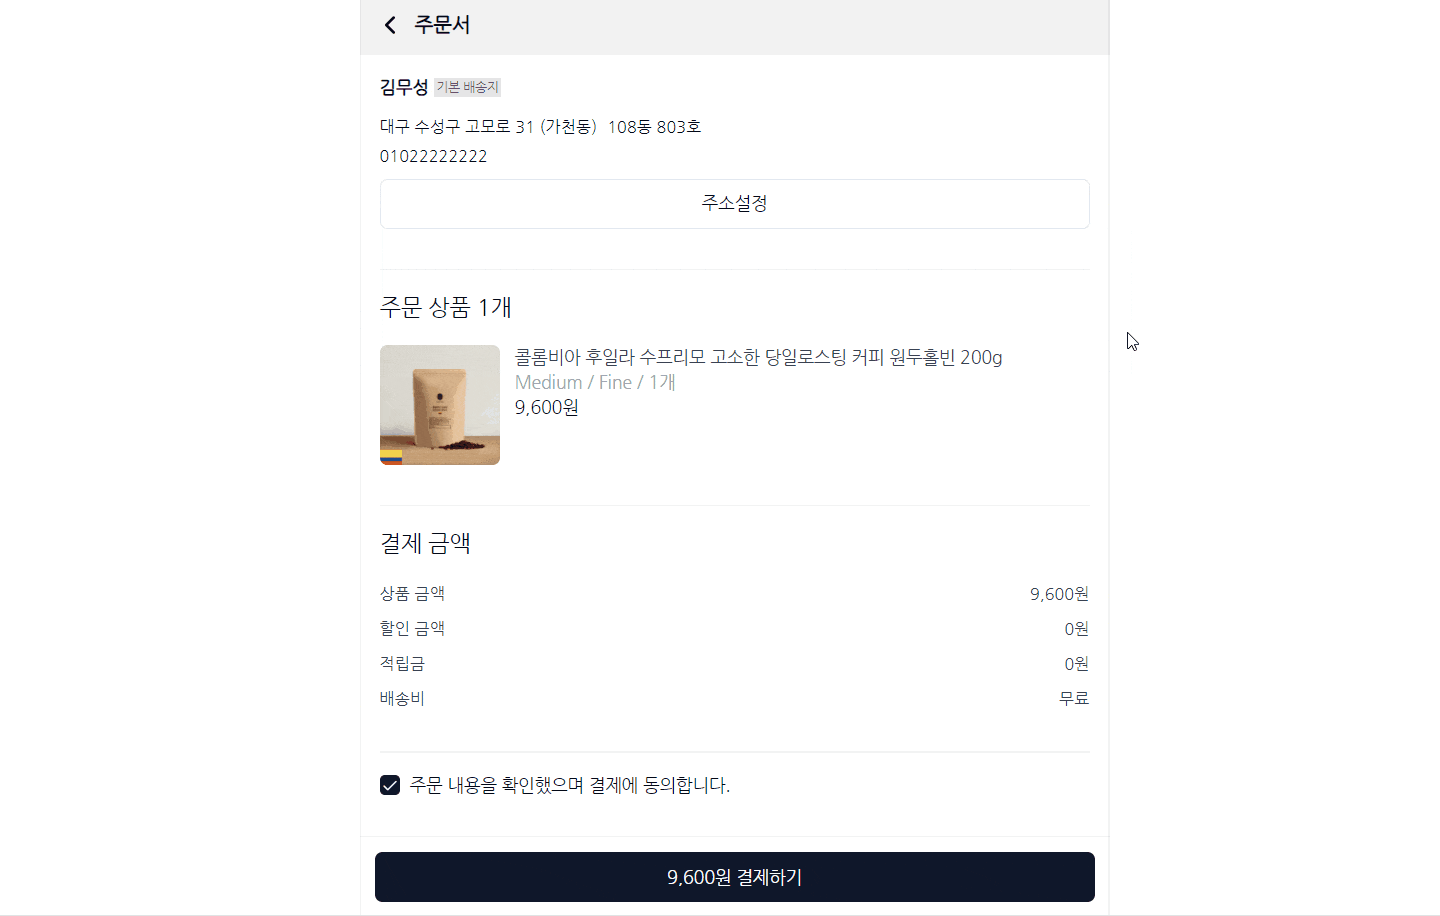 주문서
김무성 기본 배송지
대구 수성구 고모로 31 (가천동) 108동 803호
01022222222
주소설정
주문 상품 1개
콜롬비아 후일라 수프리모 고소한 당일로스팅 커피 원두홀빈 200g
Medium / Fine / 1개
9,600원
결제 금액
상품 금액 9,600원
할인 금액 0원
적립금 0원
배송비 무료
주문 내용을 확인했으며 결제에 동의합니다.
9,600원 결제하기